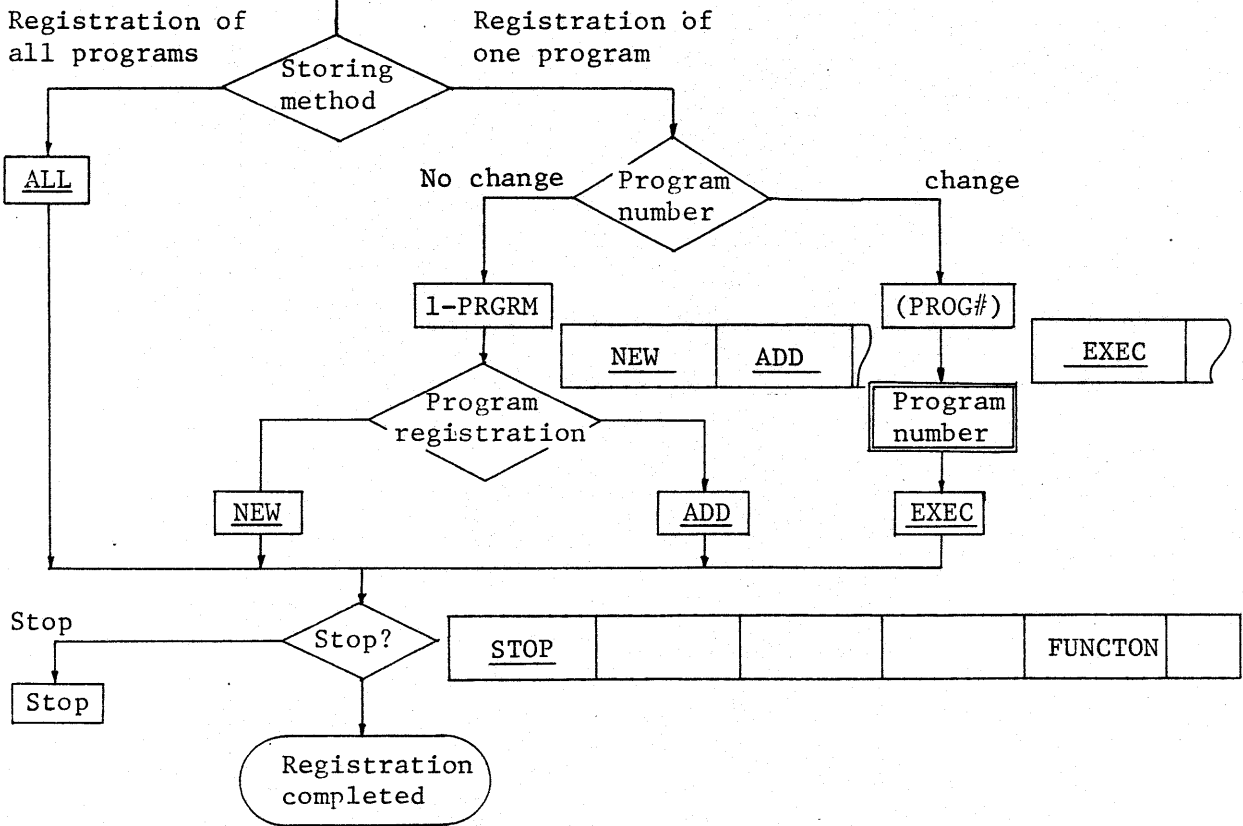 Registration of
all programs
Registration of
one program
Storing
method
ALL
No change
Program
number
change
1-PRGRM
(PROG#)
NEW ADD
EXEC
Program
registration
Program
number
NEW
ADD
EXEC
Stop
Stop?
STOP FUNCTON
Stop
Registration
completed